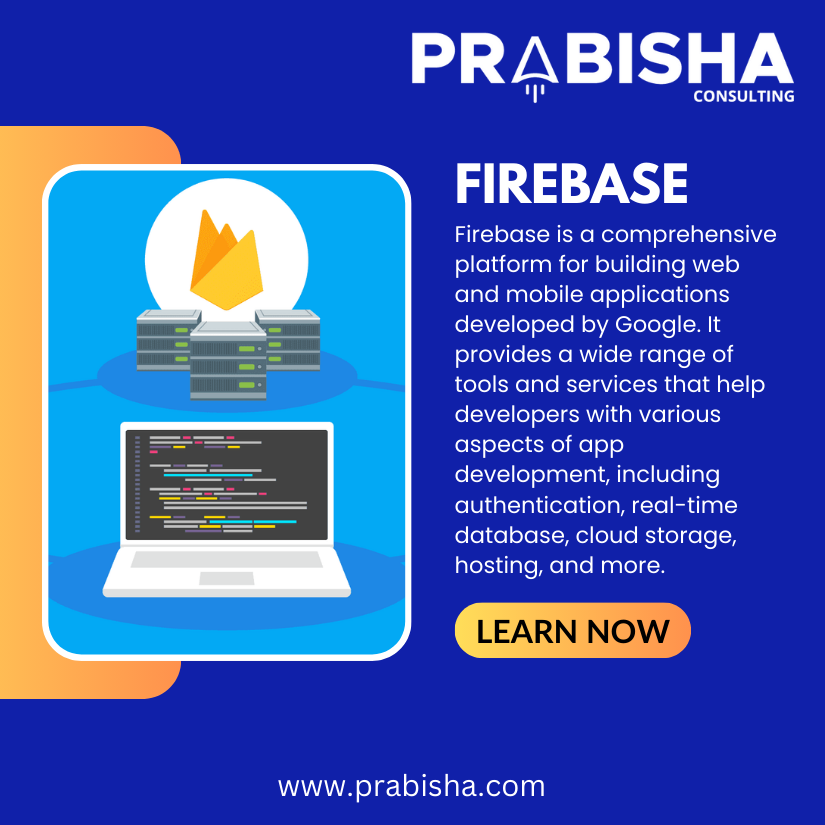 PRABISHA
CONSULTING
FIREBASE
Firebase is a comprehensive
platform for building web
and mobile applications
developed by Google. It
provides a wide range of
tools and services that help
developers with various
aspects of app
development, including
authentication, real-time
database, cloud storage,
hosting, and more.
LEARN NOW
www.prabisha.com